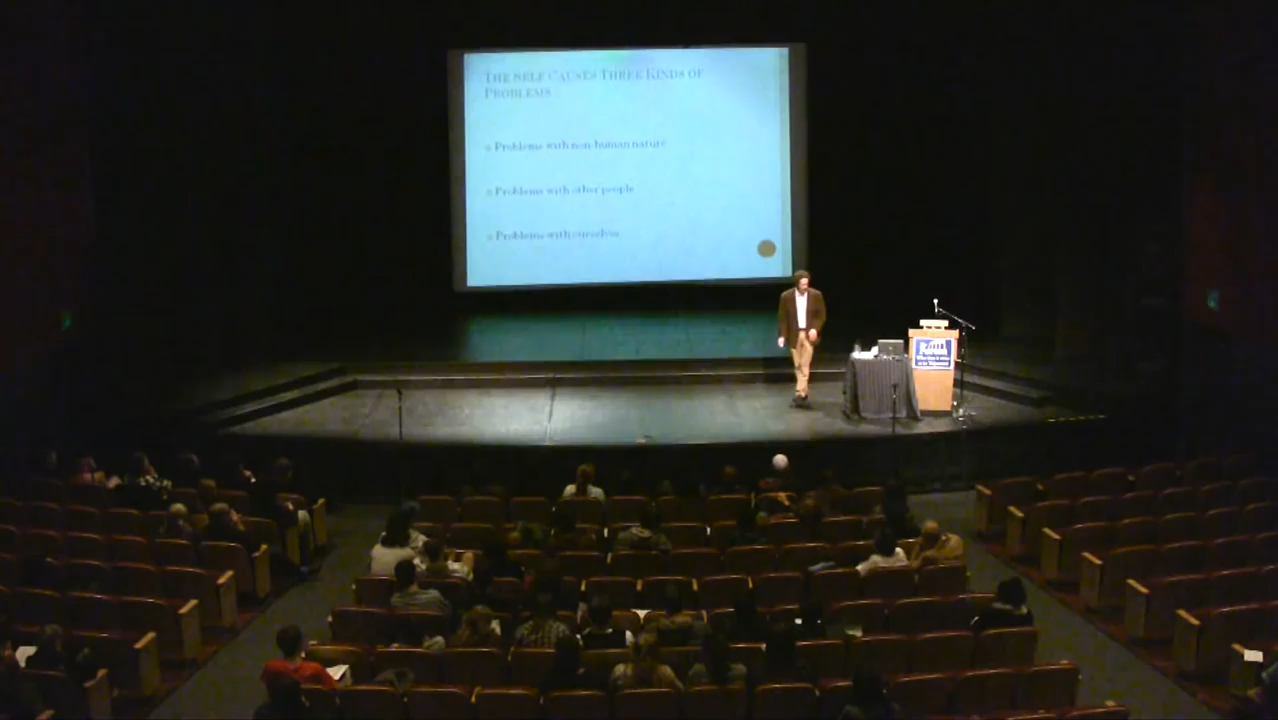 THE SELF CAUSES THREE KINDS OF
PROBLEMS
Problems with non-human nature
Problems with other people
Problems with ourselves